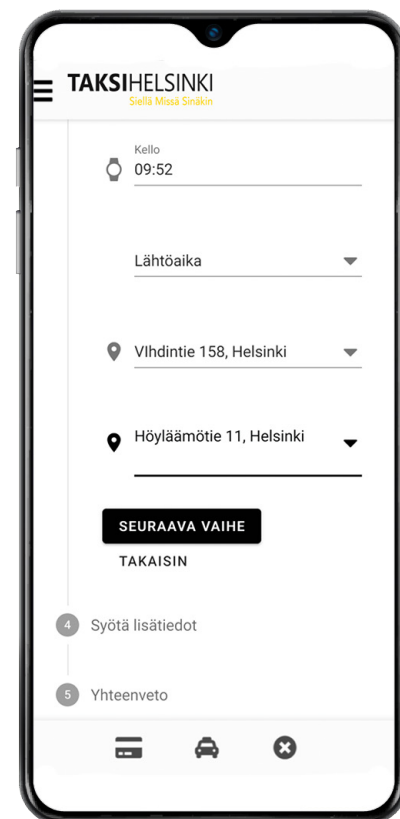 TAKSIHELSINKI
Siellä Missä Sinäkin
Kello
09:52
Lähtöaika
VIhdintie 158, Helsinki
Höyläämötie 11, Helsinki
SEURAAVA VAIHE
TAKAISIN
4 Syötä lisätiedot
5 Yhteenveto